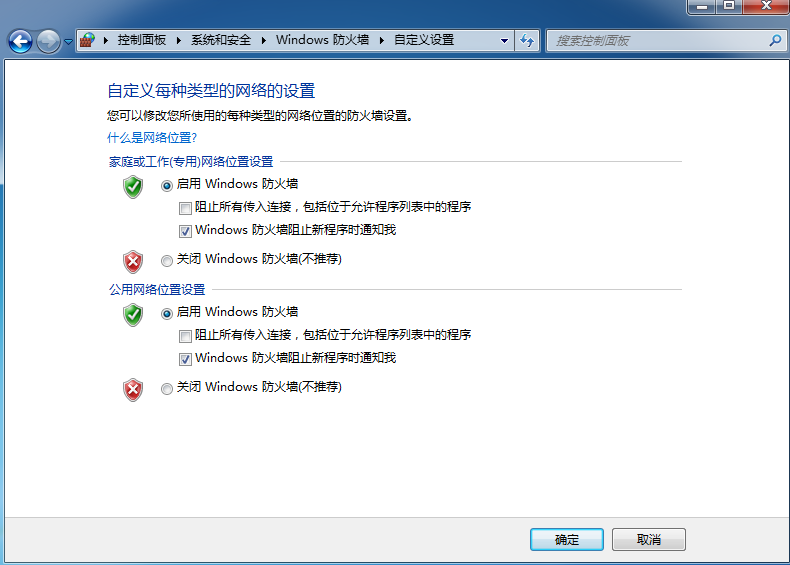 控制面板 系统和安全 Windows 防火墙 自定义设置 搜索控制面板
自定义每种类型的网络的设置
您可以修改您所使用的每种类型的网络位置的防火墙设置。
什么是网络位置?
家庭或工作(专用)网络位置设置
启用 Windows 防火墙
阻止所有传入连接，包括位于允许程序列表中的程序
Windows 防火墙阻止新程序时通知我
关闭 Windows 防火墙(不推荐)
公用网络位置设置
启用 Windows 防火墙
阻止所有传入连接，包括位于允许程序列表中的程序
Windows 防火墙阻止新程序时通知我
关闭 Windows 防火墙(不推荐)
确定 取消